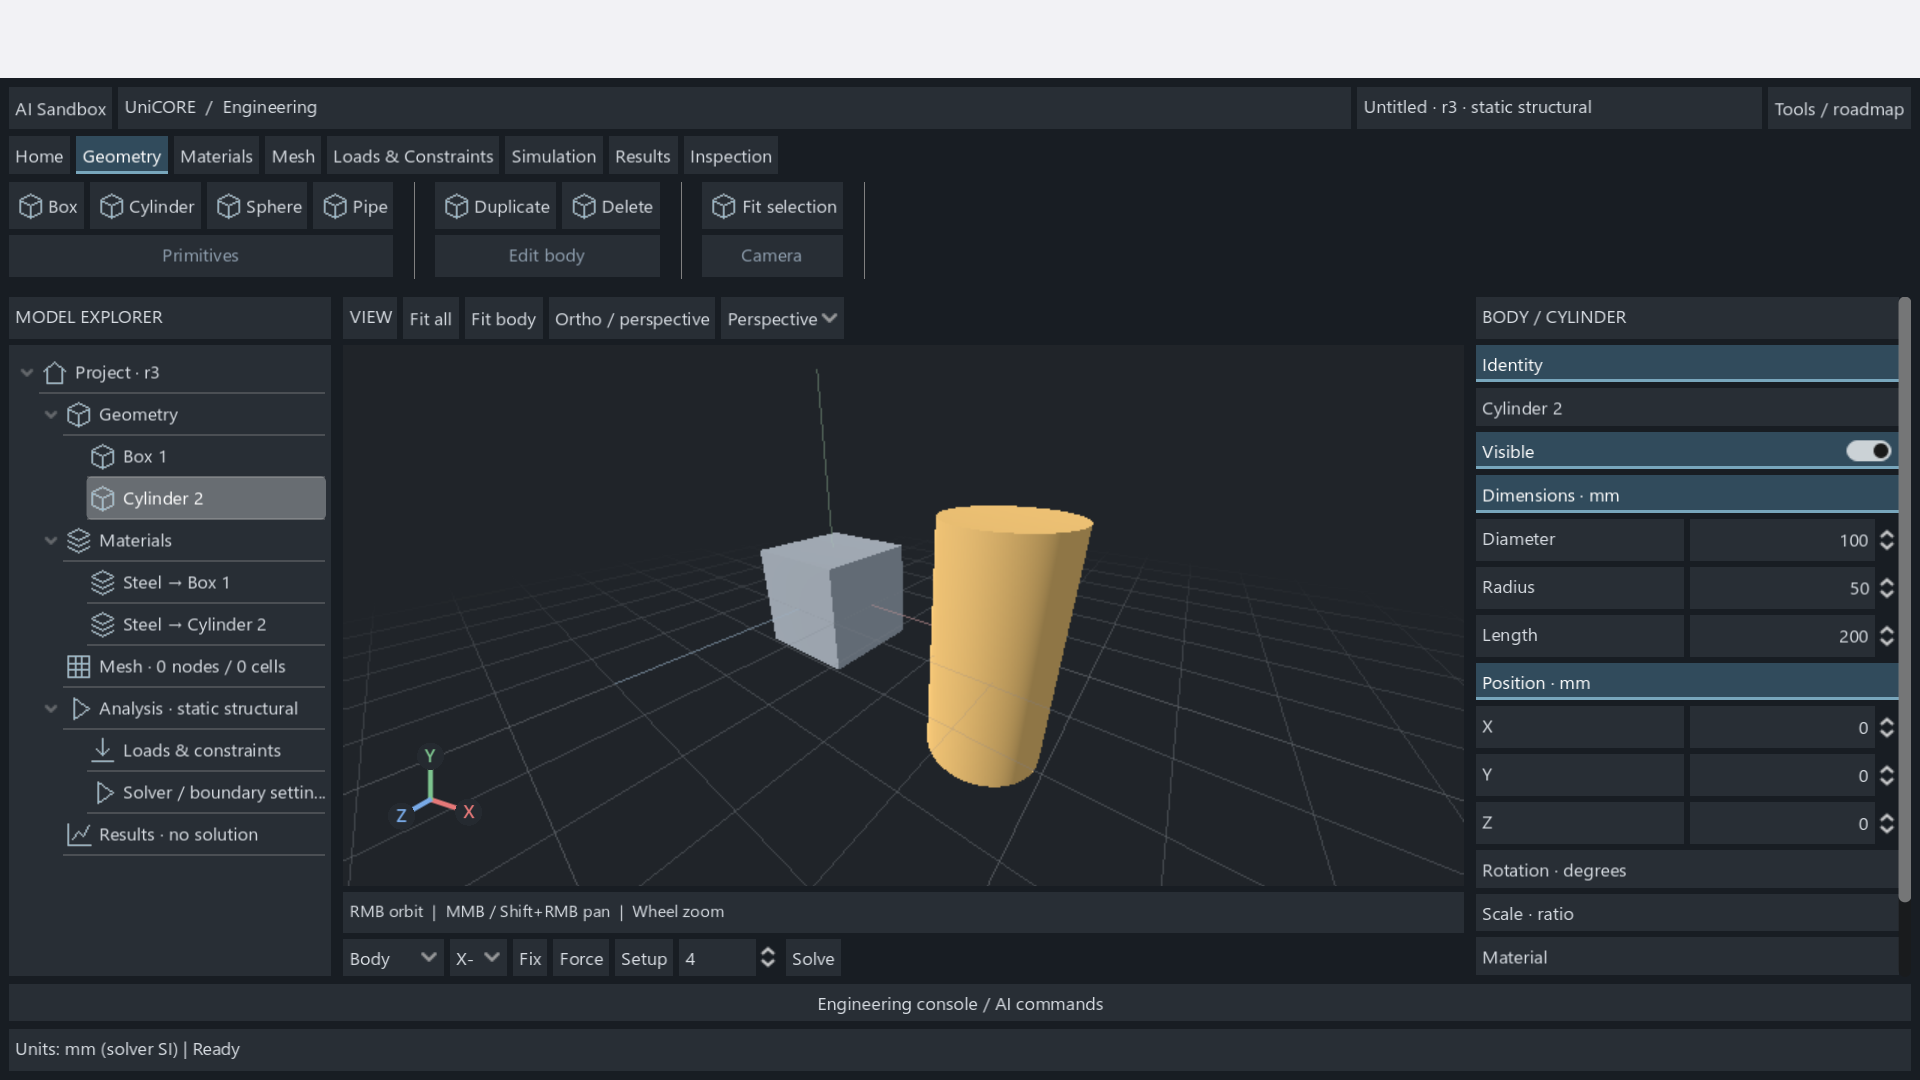 AI Sandbox
UniCORE / Engineering
Untitled · r3 · static structural
Tools / roadmap
Home
Geometry
Materials
Mesh
Loads & Constraints
Simulation
Results
Inspection
Box
Cylinder
Sphere
Pipe
Duplicate
Delete
Fit selection
Primitives
Edit body
Camera
MODEL EXPLORER
Project · r3
Geometry
Box 1
Cylinder 2
Materials
Steel → Box 1
Steel → Cylinder 2
Mesh · 0 nodes / 0 cells
Analysis · static structural
Loads & constraints
Solver / boundary settin...
Results · no solution
VIEW
Fit all
Fit body
Ortho / perspective
Perspective
Y
Z
X
RMB orbit | MMB / Shift+RMB pan | Wheel zoom
Body
X-
Fix
Force
Setup
4
Solve
BODY / CYLINDER
Identity
Cylinder 2
Visible
Dimensions · mm
Diameter 100
Radius 50
Length 200
Position · mm
X 0
Y 0
Z 0
Rotation · degrees
Scale · ratio
Material
Engineering console / AI commands
Units: mm (solver SI) | Ready